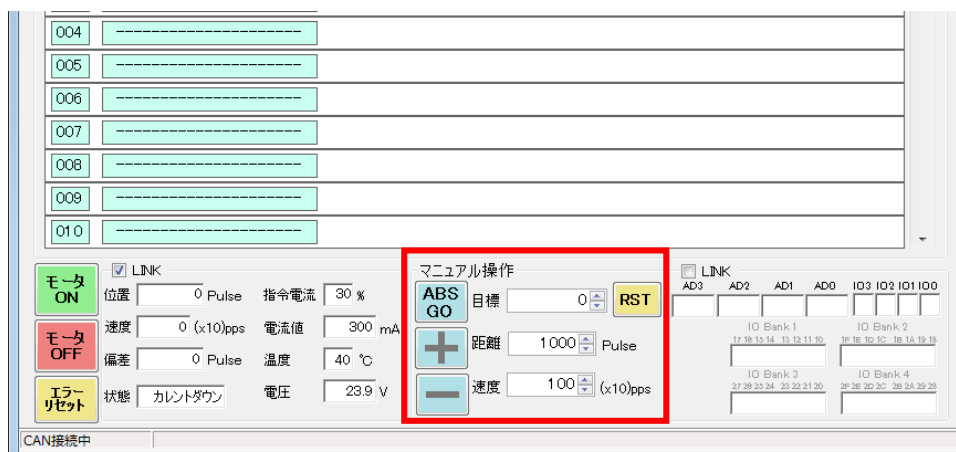 004 ---------------------
005 ---------------------
006 ---------------------
007 ---------------------
008 ---------------------
009 ---------------------
010 ---------------------
モータ
ON
モータ
OFF
エラー
リセット
LINK
位置 0 Pulse 指令電流 30 %
速度 0 (x10)pps 電流値 300 mA
偏差 0 Pulse 温度 40 ℃
状態 カレントダウン 電圧 23.9 V
マニュアル操作
ABS
GO
目標 0 RST
+ 距離 1000 Pulse
- 速度 100 (x10)pps
LINK
AD3 AD2 AD1 AD0 IO3 IO2 IO1 IO0
IO Bank 1 IO Bank 2
IO Bank 3 IO Bank 4
CAN接続中